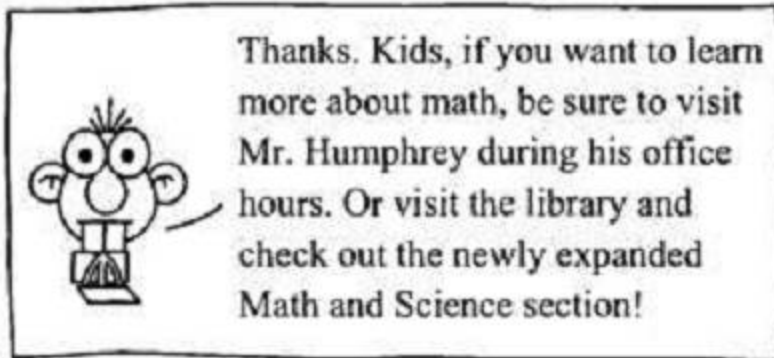 Thanks. Kids, if you want to learn
more about math, be sure to visit
Mr. Humphrey during his office
hours. Or visit the library and
check out the newly expanded
Math and Science section!